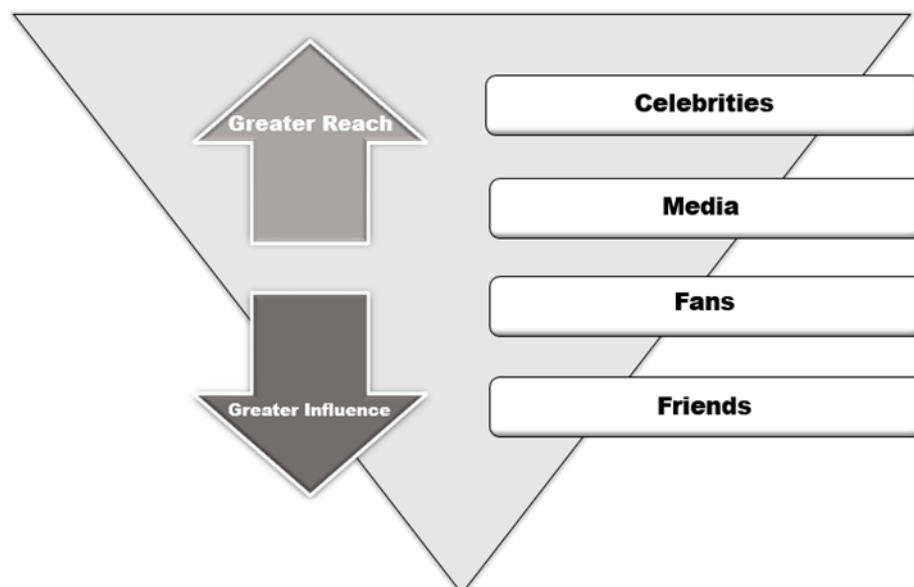 Greater Reach
Celebrities
Media
Fans
Greater Influence
Friends